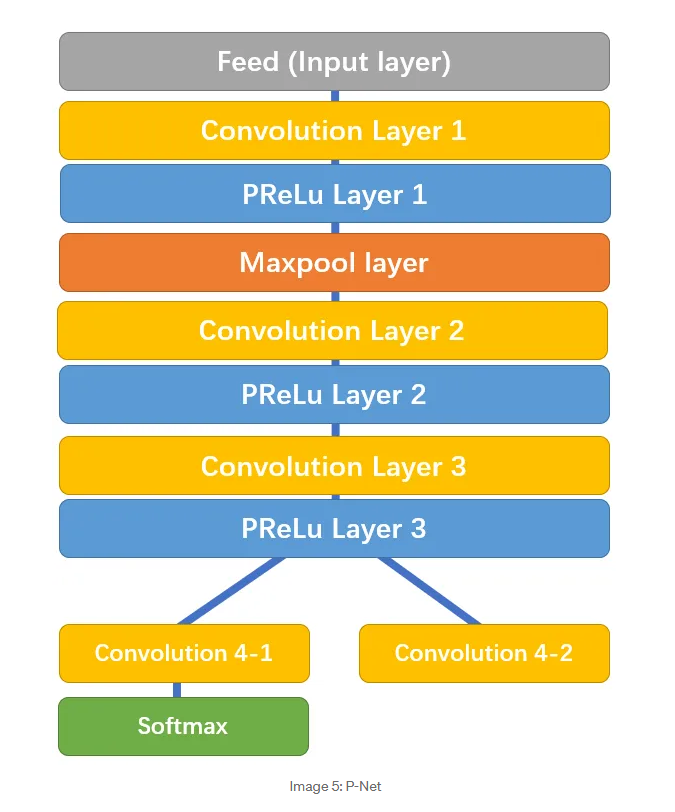 Feed (Input layer)
Convolution Layer 1
PReLu Layer 1
Maxpool layer
Convolution Layer 2
PReLu Layer 2
Convolution Layer 3
PReLu Layer 3
Convolution 4-1
Convolution 4-2
Softmax
Image 5: P-Net